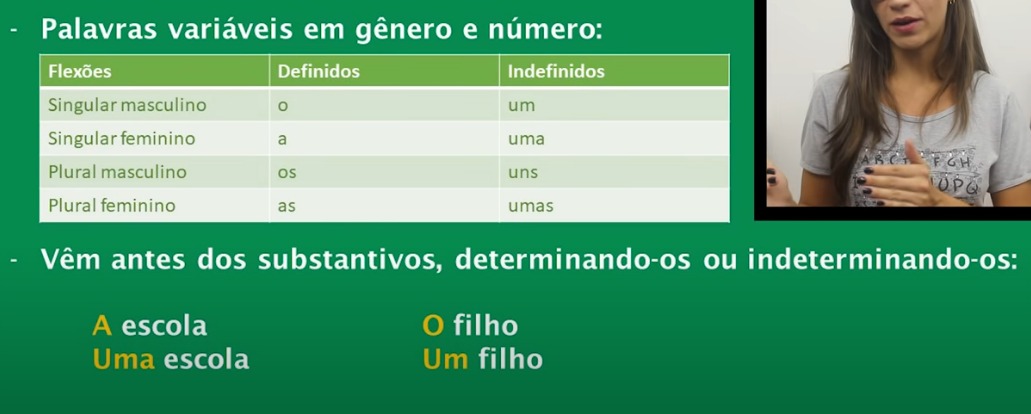 - Palavras variáveis em gênero e número:
Flexões Definidos Indefinidos
Singular masculino o um
Singular feminino a uma
Plural masculino os uns
Plural feminino as umas
- Vêm antes dos substantivos, determinando-os ou indeterminando-os:
A escola O filho
Uma escola Um filho